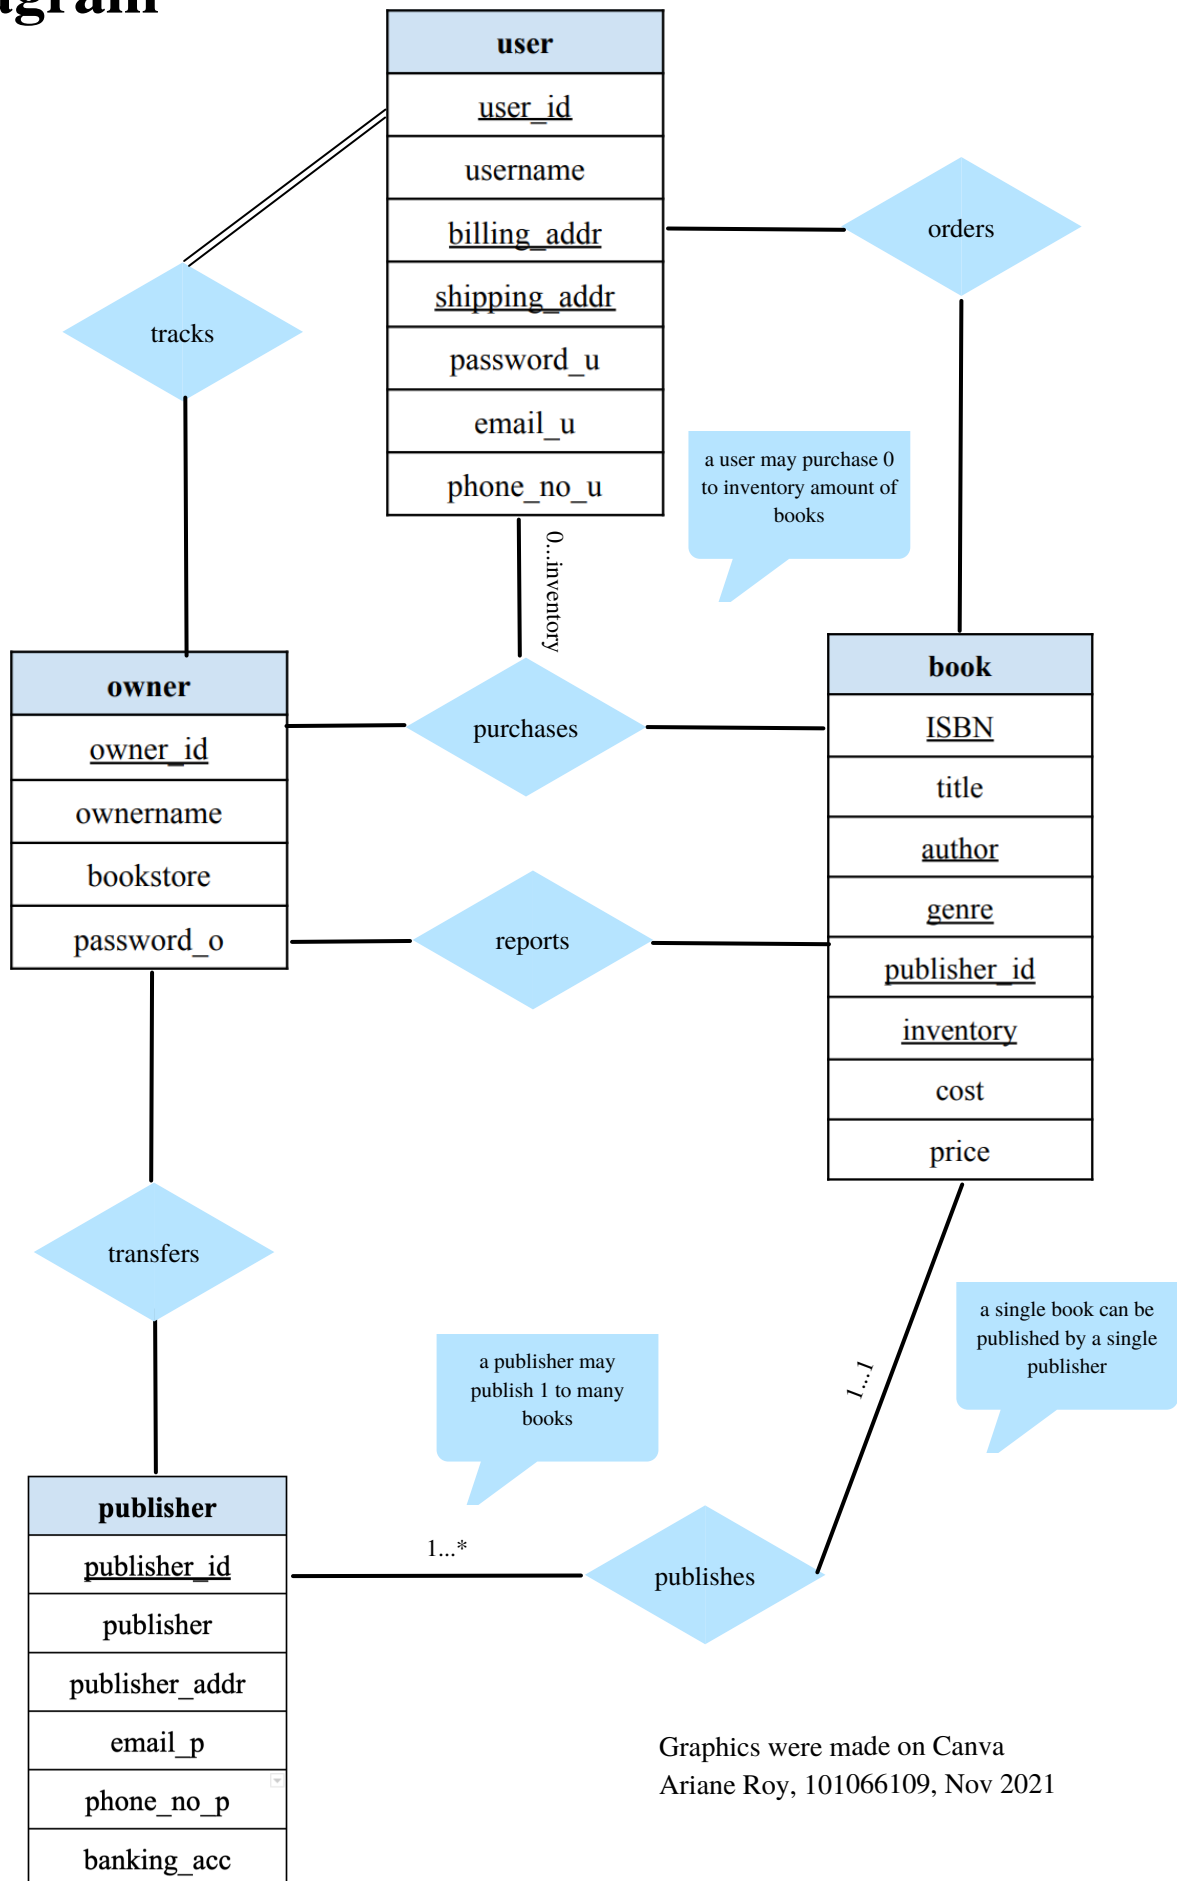 user
user_id
username
billing_addr
shipping_addr
password_u
email_u
phone_no_u
orders
tracks
a user may purchase 0
to inventory amount of
books
0...inventory
owner
owner_id
ownername
bookstore
password_o
purchases
reports
book
ISBN
title
author
genre
publisher_id
inventory
cost
price
transfers
a single book can be
published by a single
publisher
1...1
a publisher may
publish 1 to many
books
1...*
publishes
publisher
publisher_id
publisher
publisher_addr
email_p
phone_no_p
banking_acc
Graphics were made on Canva
Ariane Roy, 101066109, Nov 2021